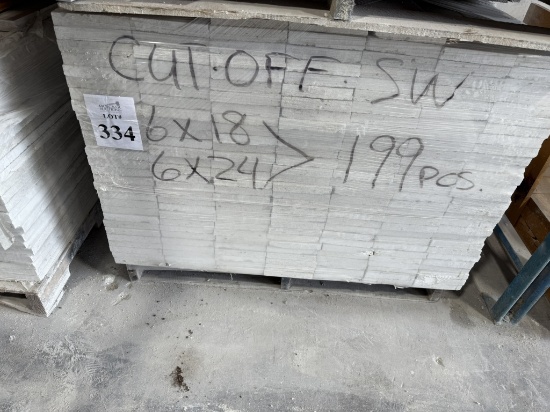 CUT·OFF· SW
LOT#
334
6X18
6X24 > 199 PCS.